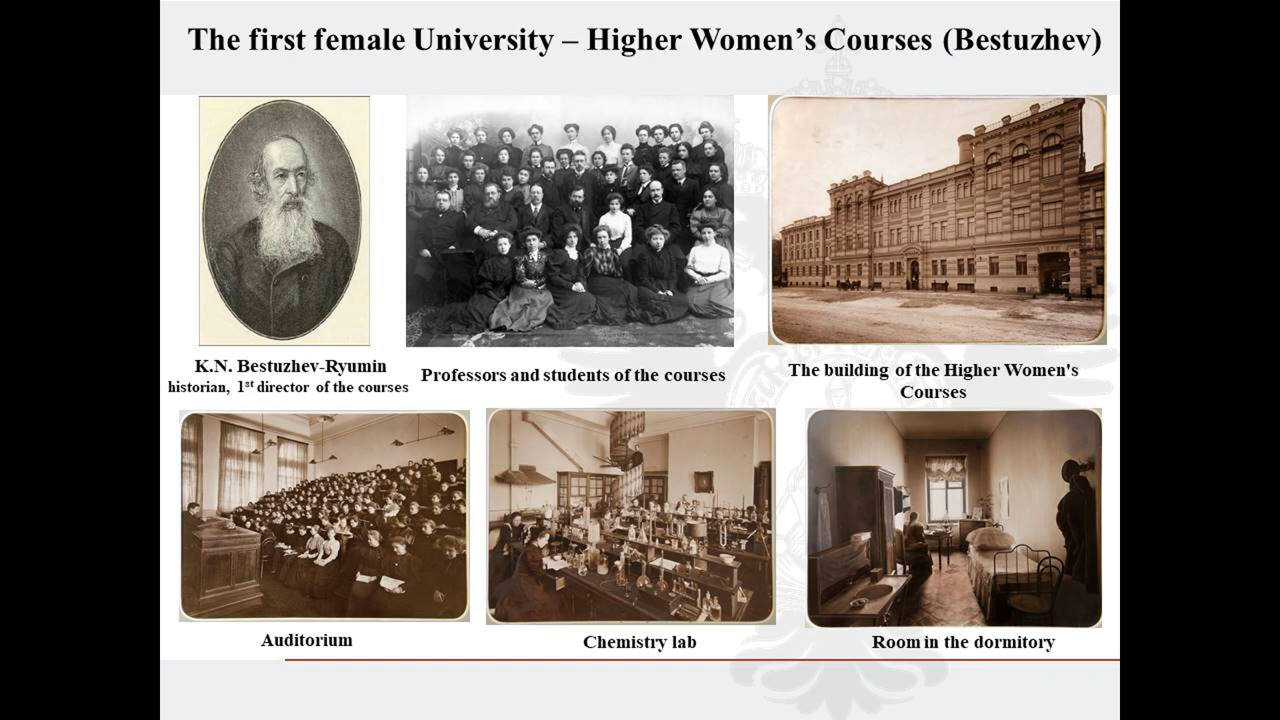 The first female University – Higher Women’s Courses (Bestuzhev)
K.N. Bestuzhev-Ryumin
historian, 1st director of the courses
Professors and students of the courses
The building of the Higher Women's
Courses
Auditorium
Chemistry lab
Room in the dormitory